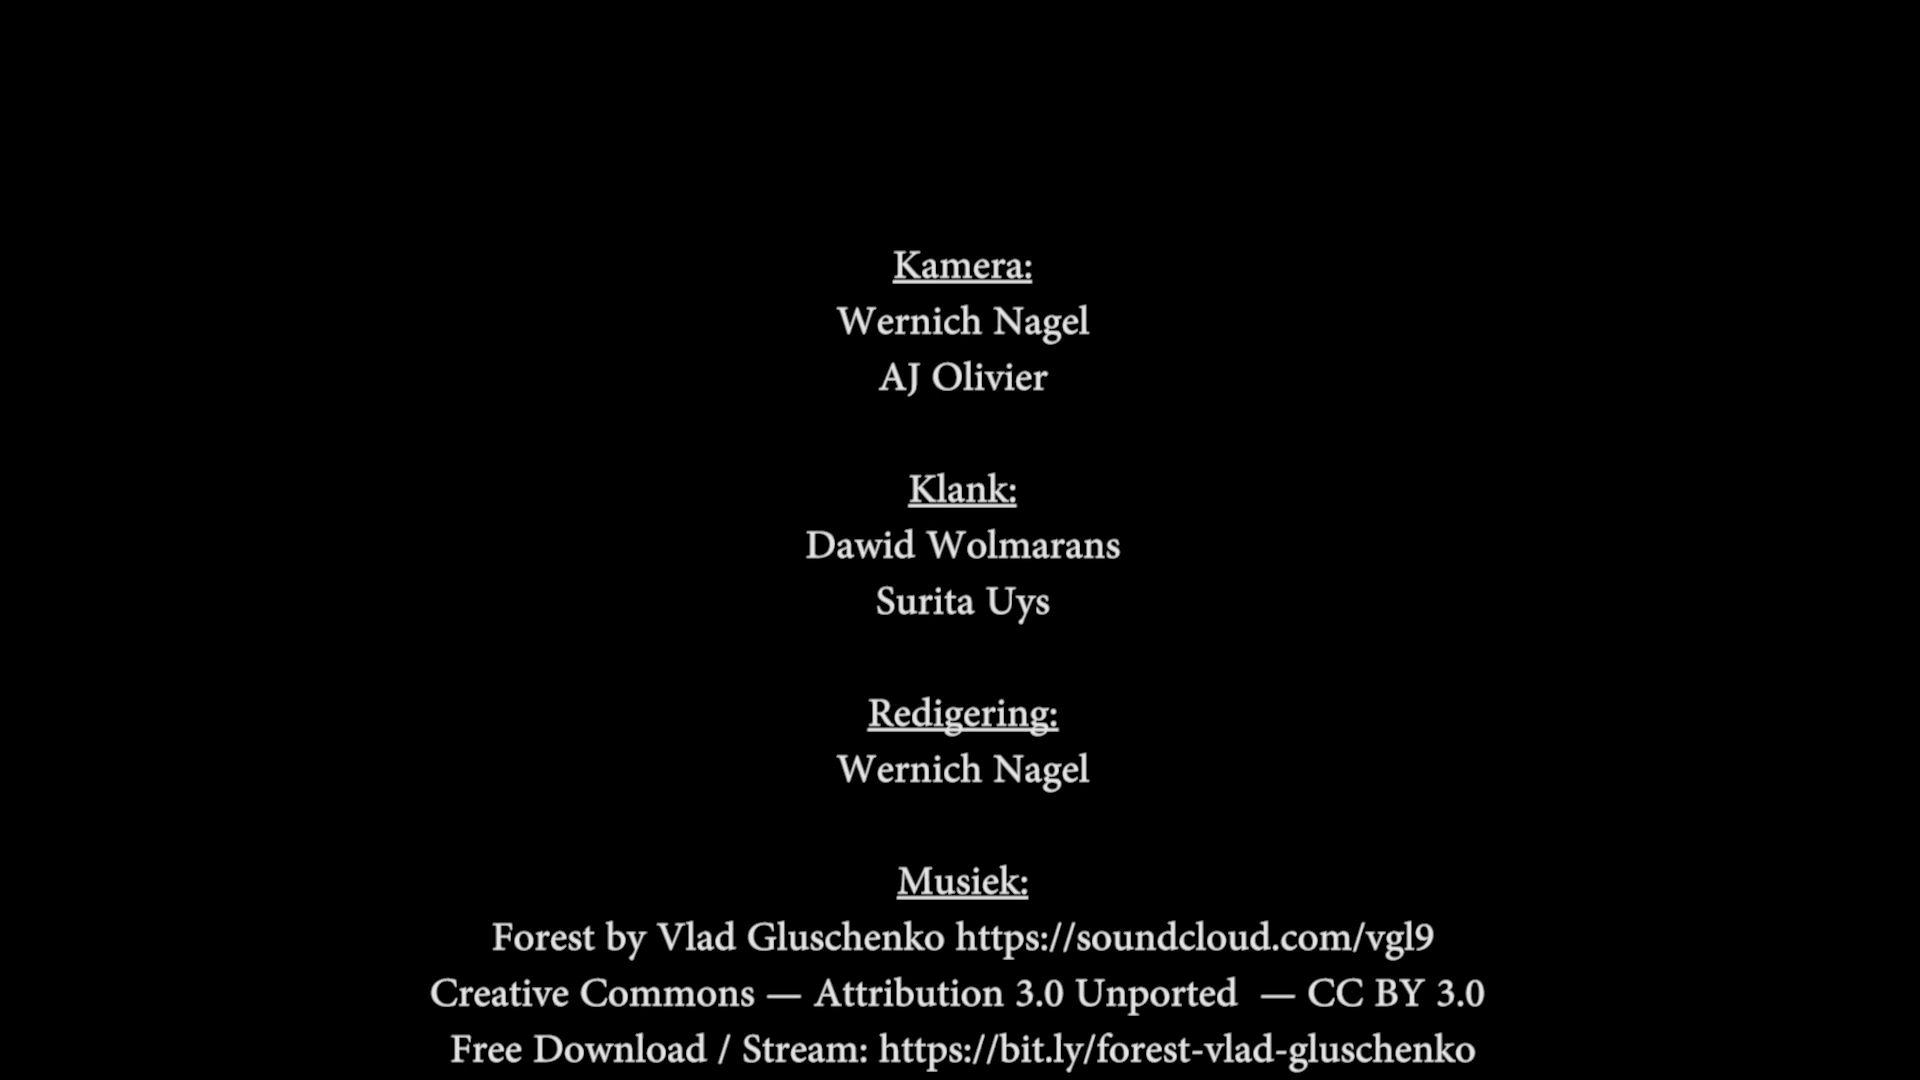 Kamera:
Wernich Nagel
AJ Olivier
Klank:
Dawid Wolmarans
Surita Uys
Redigering:
Wernich Nagel
Musiek:
Forest by Vlad Gluschenko https://soundcloud.com/vgl9
Creative Commons — Attribution 3.0 Unported — CC BY 3.0
Free Download / Stream: https://bit.ly/forest-vlad-gluschenko